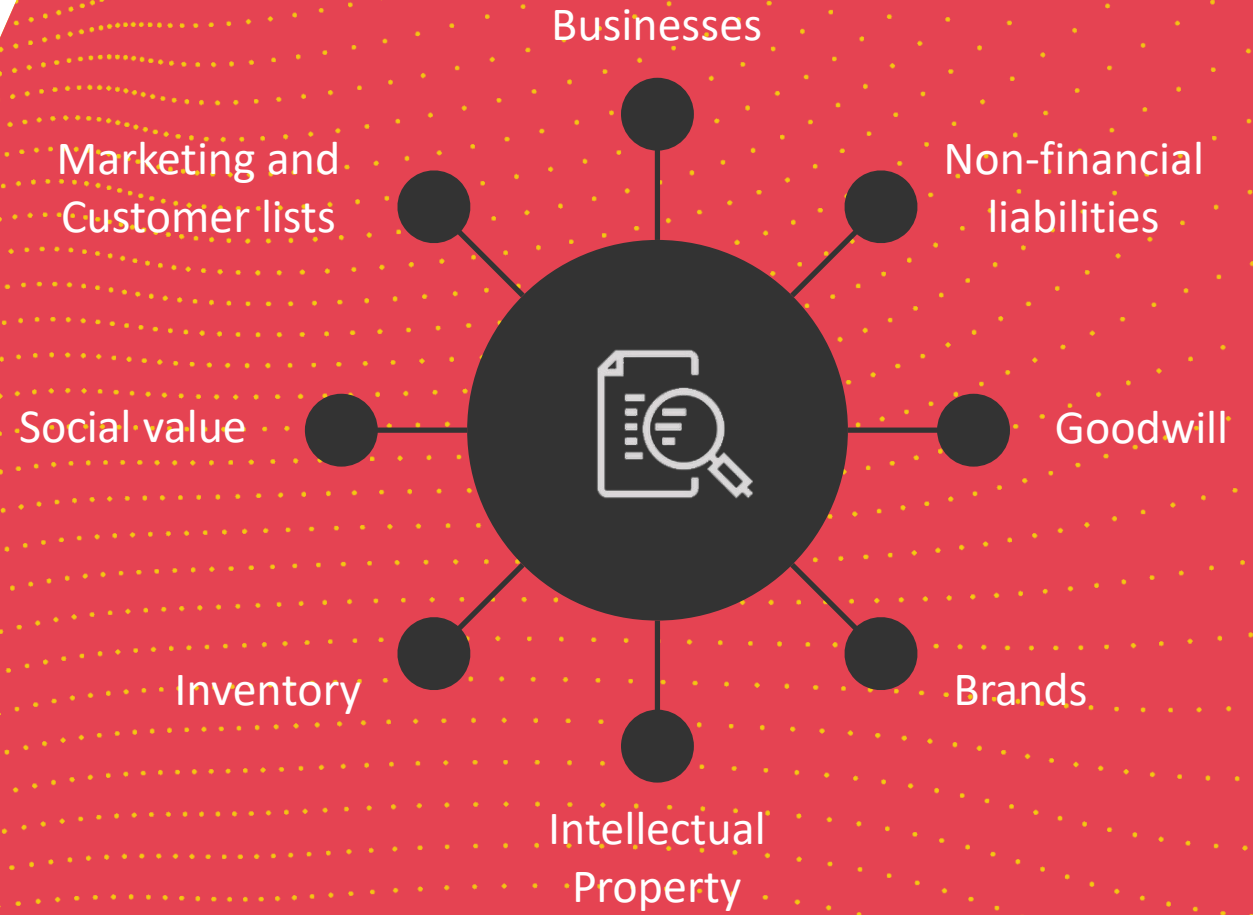 Businesses
Marketing and
Customer lists
Non-financial
liabilities
Social value
Goodwill
Inventory
Brands
Intellectual
Property